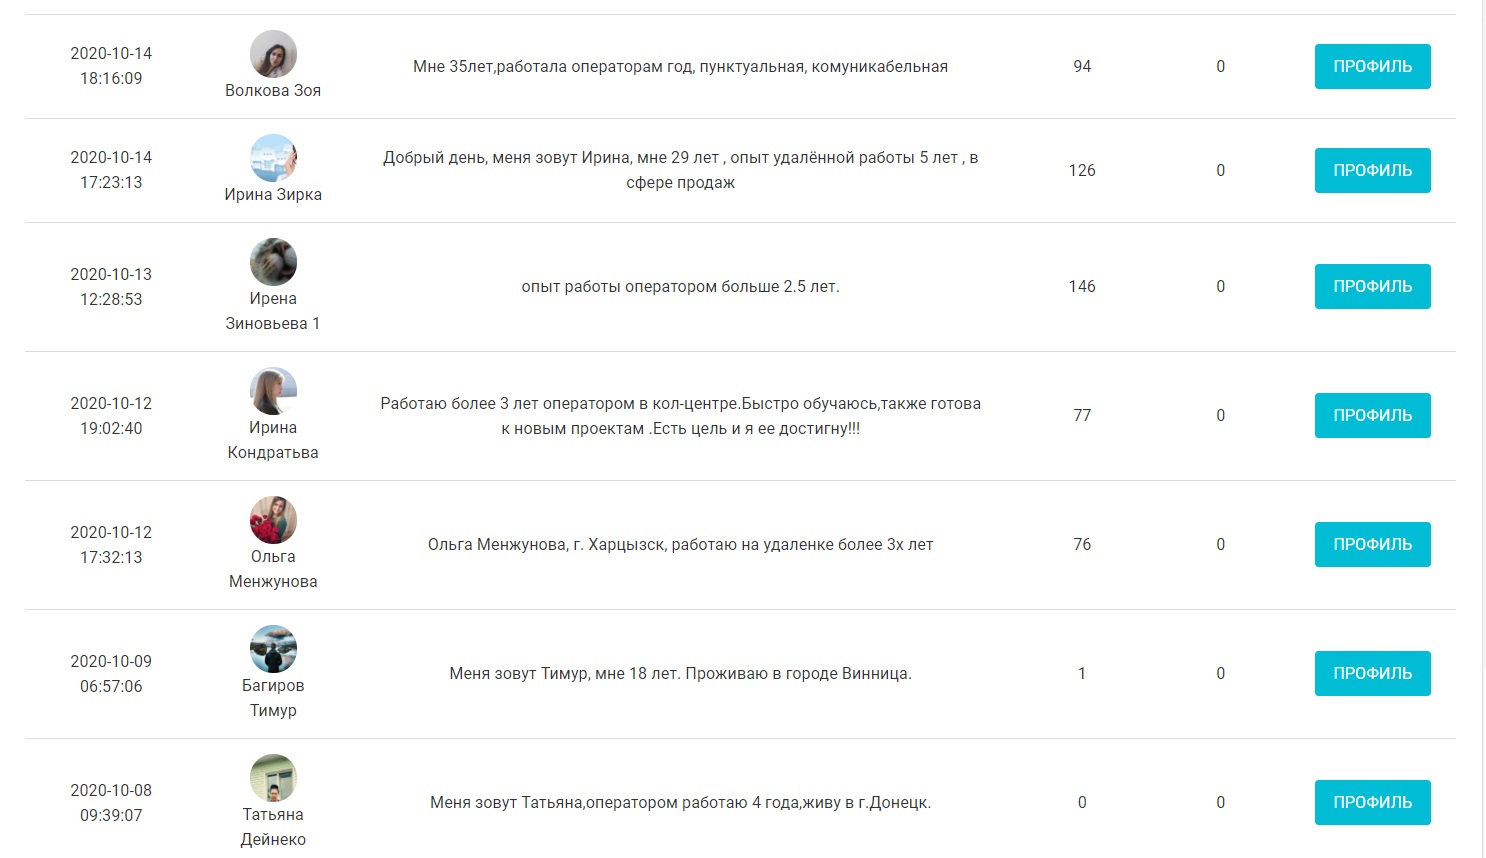 2020-10-14
18:16:09
Волкова Зоя
Мне 35лет,работала операторам год, пунктуальная, комуникабельная
94
0
ПРОФИЛЬ
2020-10-14
17:23:13
Ирина Зирка
Добрый день, меня зовут Ирина, мне 29 лет , опыт удалённой работы 5 лет , в
сфере продаж
126
0
ПРОФИЛЬ
2020-10-13
12:28:53
Ирена
Зиновьева 1
опыт работы оператором больше 2.5 лет.
146
0
ПРОФИЛЬ
2020-10-12
19:02:40
Ирина
Кондратьва
Работаю более 3 лет оператором в кол-центре.Быстро обучаюсь,также готова
к новым проектам .Есть цель и я ее достигну!!!
77
0
ПРОФИЛЬ
2020-10-12
17:32:13
Ольга
Менжунова
Ольга Менжунова, г. Харцызск, работаю на удаленке более 3х лет
76
0
ПРОФИЛЬ
2020-10-09
06:57:06
Багиров
Тимур
Меня зовут Тимур, мне 18 лет. Проживаю в городе Винница.
1
0
ПРОФИЛЬ
2020-10-08
09:39:07
Татьяна
Дейнеко
Меня зовут Татьяна,оператором работаю 4 года,живу в г.Донецк.
0
0
ПРОФИЛЬ